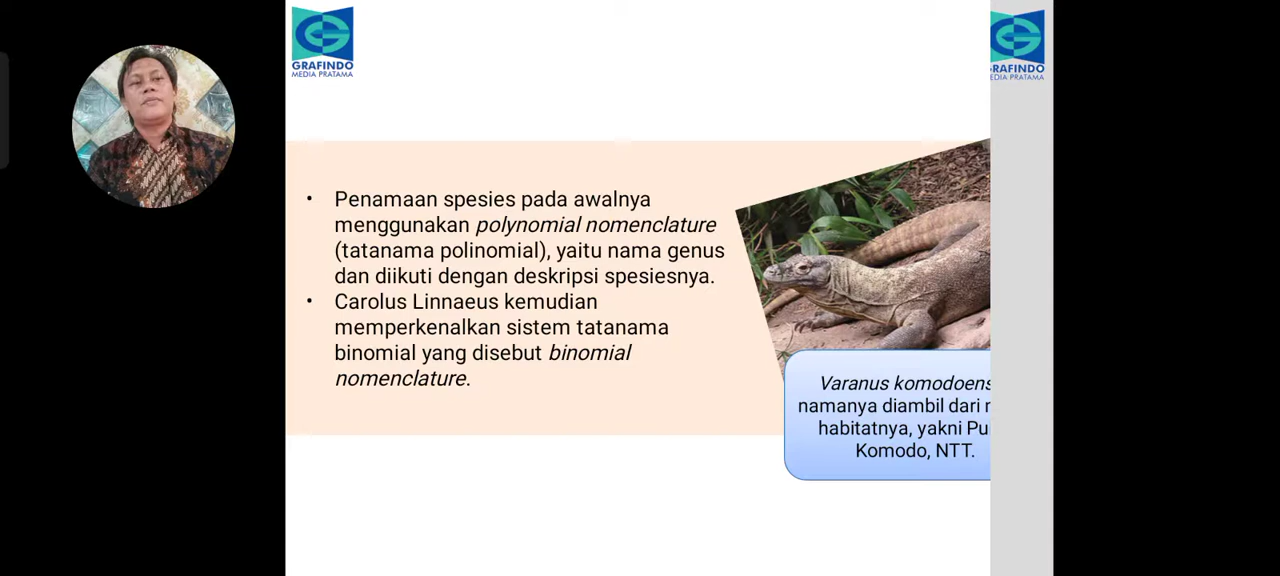 GRAFINDO
MEDIA PRATAMA
RAFINDO
EDIA PRATAMA
• Penamaan spesies pada awalnya
menggunakan polynomial nomenclature
(tatanama polinomial), yaitu nama genus
dan diikuti dengan deskripsi spesiesnya.
• Carolus Linnaeus kemudian
memperkenalkan sistem tatanama
binomial yang disebut binomial
nomenclature.
Varanus komodoens
namanya diambil dari
habitatnya, yakni Pu
Komodo, NTT.